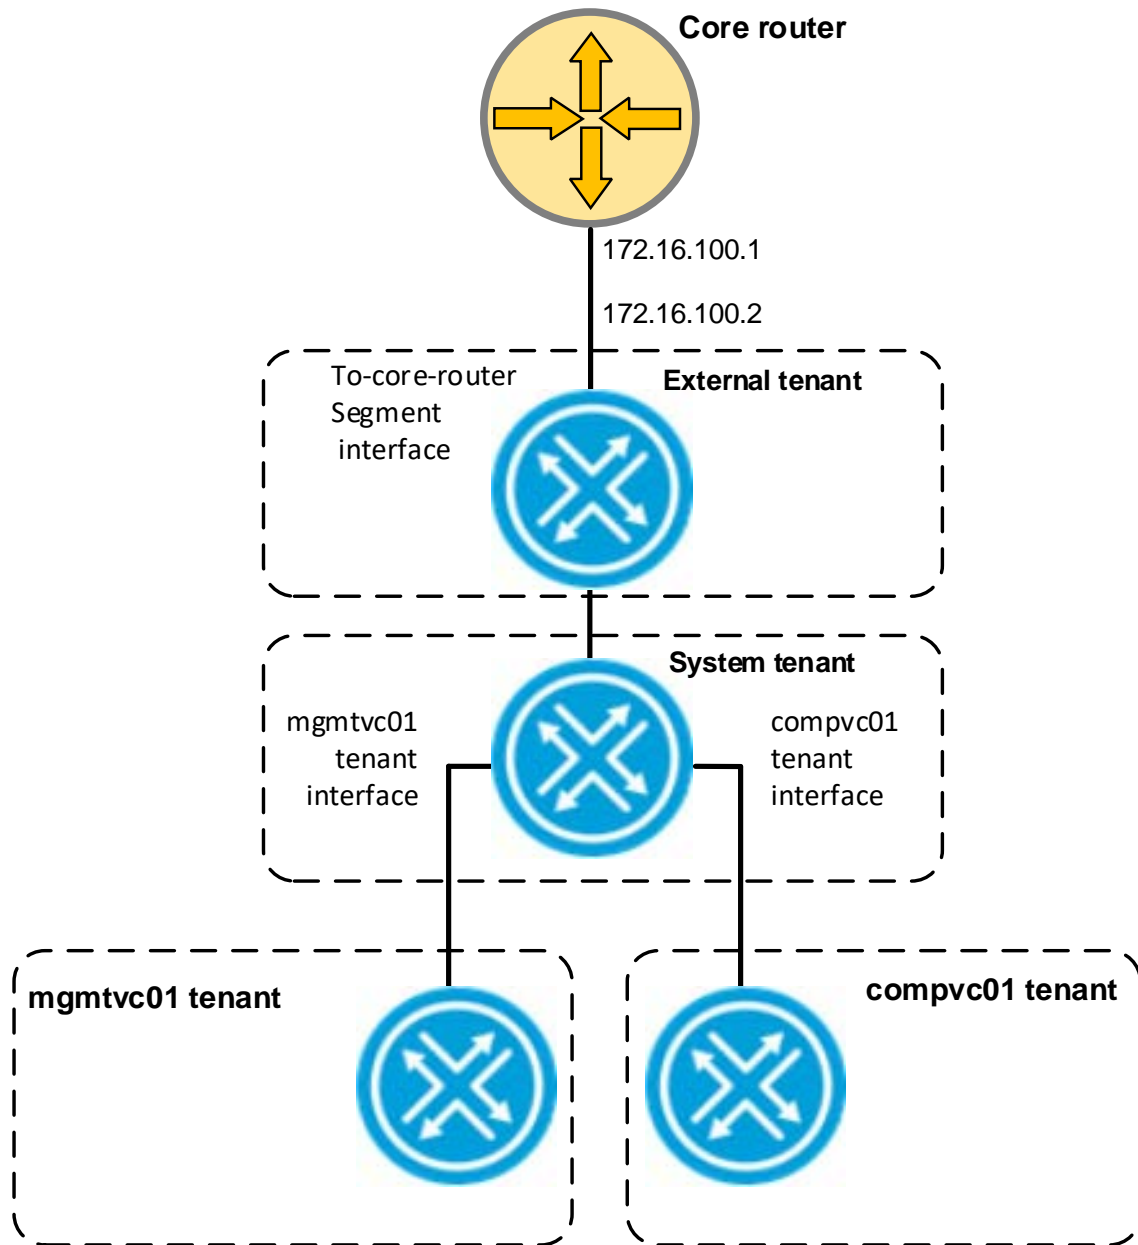 Core router
172.16.100.1
172.16.100.2
To-core-router
Segment
interface
External tenant
System tenant
mgmtvc01
tenant
interface
compvc01
tenant
interface
mgmtvc01 tenant
compvc01 tenant